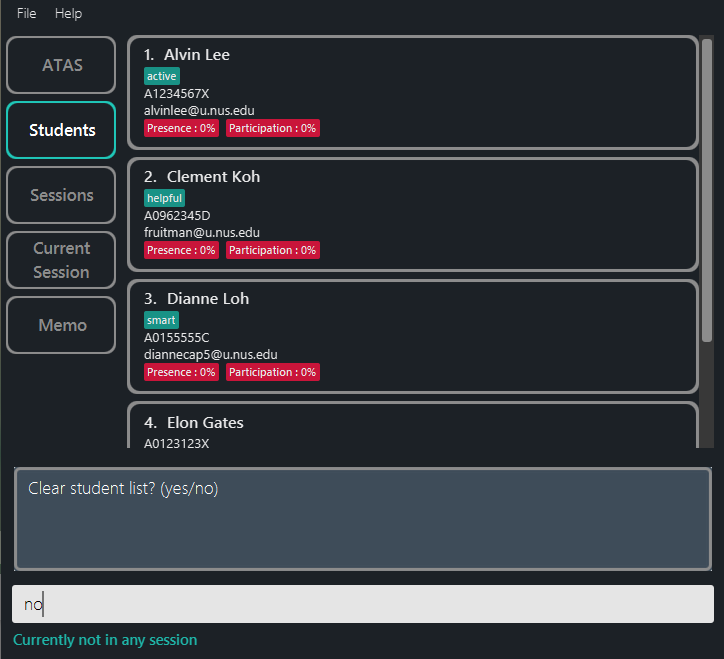 File Help
ATAS
Students
Sessions
Current
Session
Memo
1. Alvin Lee
active
A1234567X
alvinlee@u.nus.edu
Presence : 0% Participation : 0%
2. Clement Koh
helpful
A0962345D
fruitman@u.nus.edu
Presence : 0% Participation : 0%
3. Dianne Loh
smart
A0155555C
diannecap5@u.nus.edu
Presence : 0% Participation : 0%
4. Elon Gates
A0123123X
Clear student list? (yes/no)
no
Currently not in any session